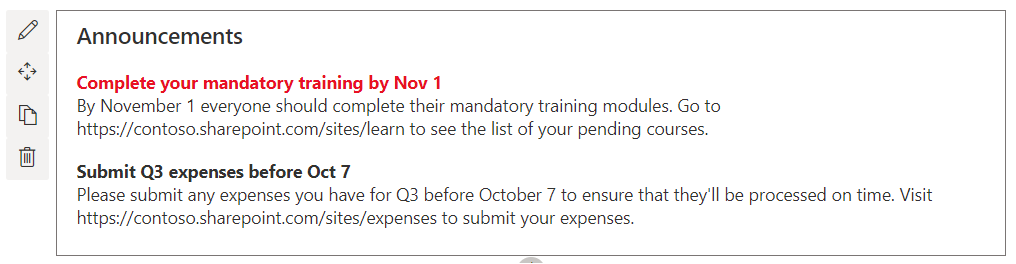 Announcements
Complete your mandatory training by Nov 1
By November 1 everyone should complete their mandatory training modules. Go to
https://contoso.sharepoint.com/sites/learn to see the list of your pending courses.
Submit Q3 expenses before Oct 7
Please submit any expenses you have for Q3 before October 7 to ensure that they'll be processed on time. Visit
https://contoso.sharepoint.com/sites/expenses to submit your expenses.